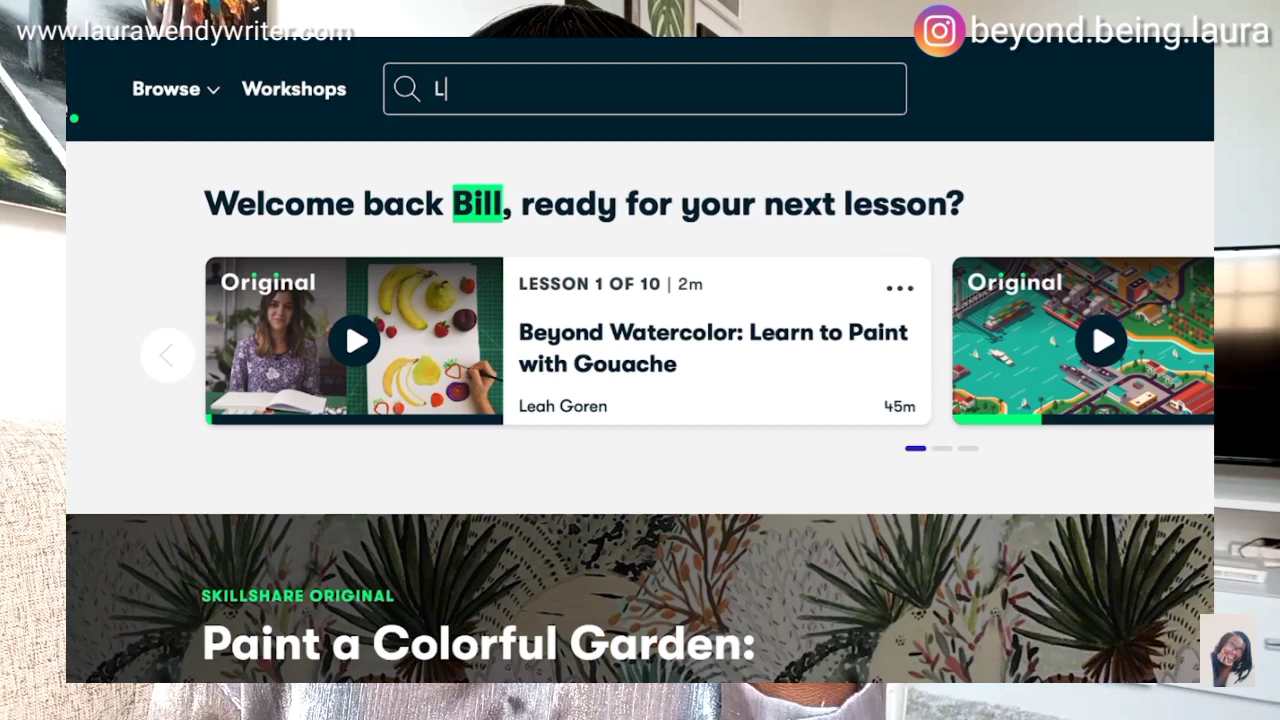 www.laurawendywriter.com
beyond.being.laura
Browse Workshops L
Welcome back Bill, ready for your next lesson?
Original
LESSON 1 OF 10 | 2m
Beyond Watercolor: Learn to Paint
with Gouache
Leah Goren 45m
Original
SKILLSHARE ORIGINAL
Paint a Colorful Garden: